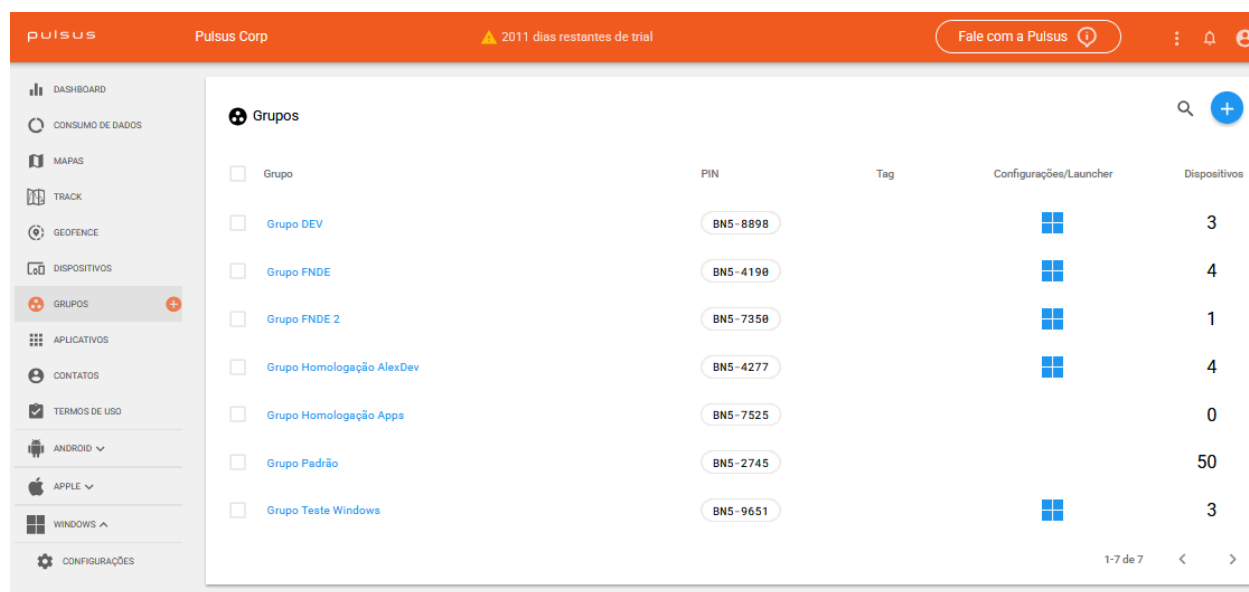 pulsus Pulsus Corp 2011 dias restantes de trial Fale com a Pulsus
DASHBOARD
CONSUMO DE DADOS
MAPAS
TRACK
GEOFENCE
DISPOSITIVOS
GRUPOS
APLICATIVOS
CONTATOS
TERMOS DE USO
ANDROID
APPLE
WINDOWS
CONFIGURAÇÕES
Grupos
Grupo PIN Tag Configurações/Launcher Dispositivos
Grupo DEV BN5-8898 3
Grupo FNDE BN5-4190 4
Grupo FNDE 2 BN5-7350 1
Grupo Homologação AlexDev BN5-4277 4
Grupo Homologação Apps BN5-7525 0
Grupo Padrão BN5-2745 50
Grupo Teste Windows BN5-9651 3
1-7 de 7